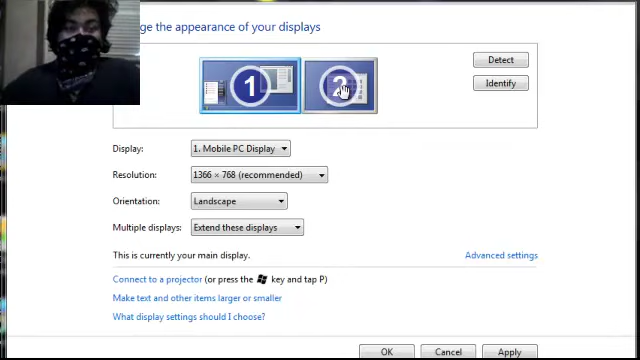 ge the appearance of your displays
1
2
Detect
Identify
Display:
1. Mobile PC Display
Resolution:
1366 × 768 (recommended)
Orientation:
Landscape
Multiple displays:
Extend these displays
This is currently your main display.
Advanced settings
Connect to a projector (or press the key and tap P)
Make text and other items larger or smaller
What display settings should I choose?
OK
Cancel
Apply